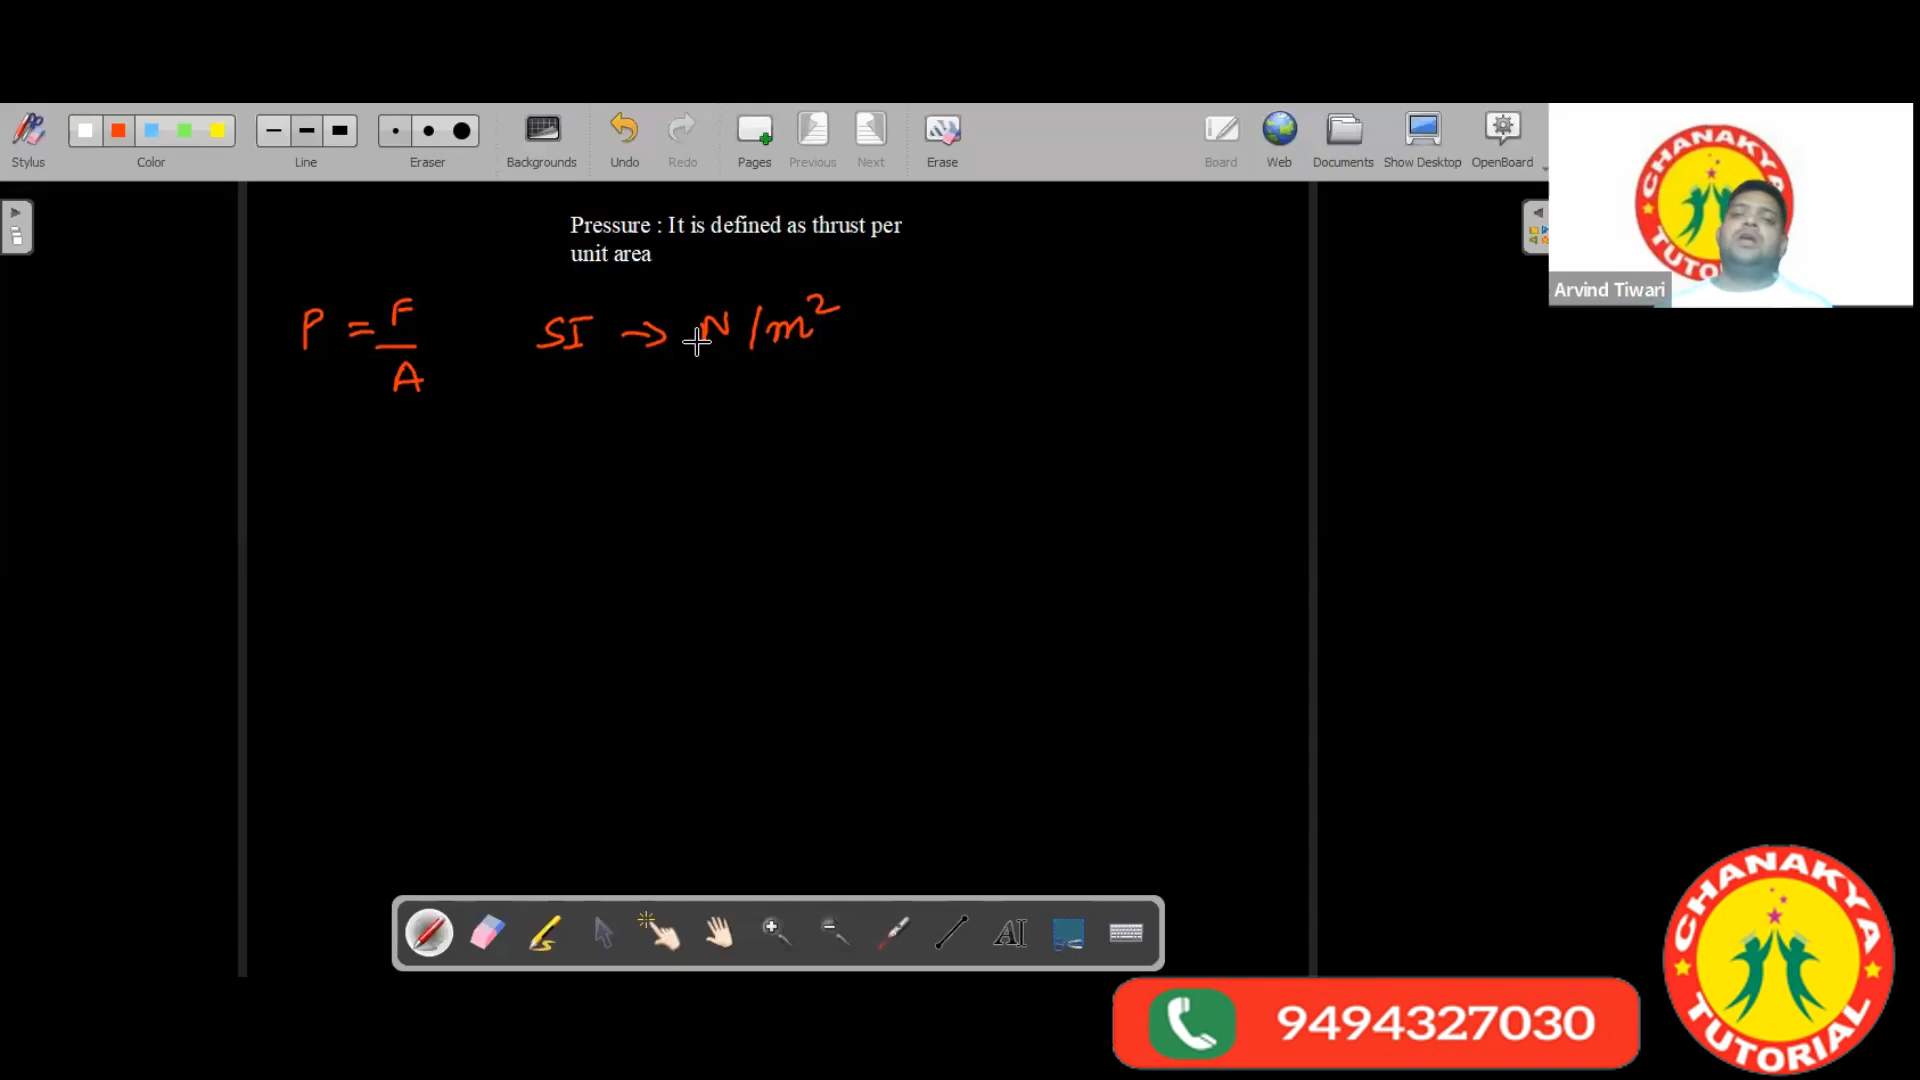 Stylus
Color
Line
Eraser
Backgrounds
Undo
Redo
Pages
Previous
Next
Erase
Board
Web
Documents
Show Desktop
OpenBoard
CHANAKYA
TUTORIAL
Arvind Tiwari
Pressure : It is defined as thrust per
unit area
P = F/A
SI → N/m²
AI
9494327030
CHANAKYA
TUTORIAL